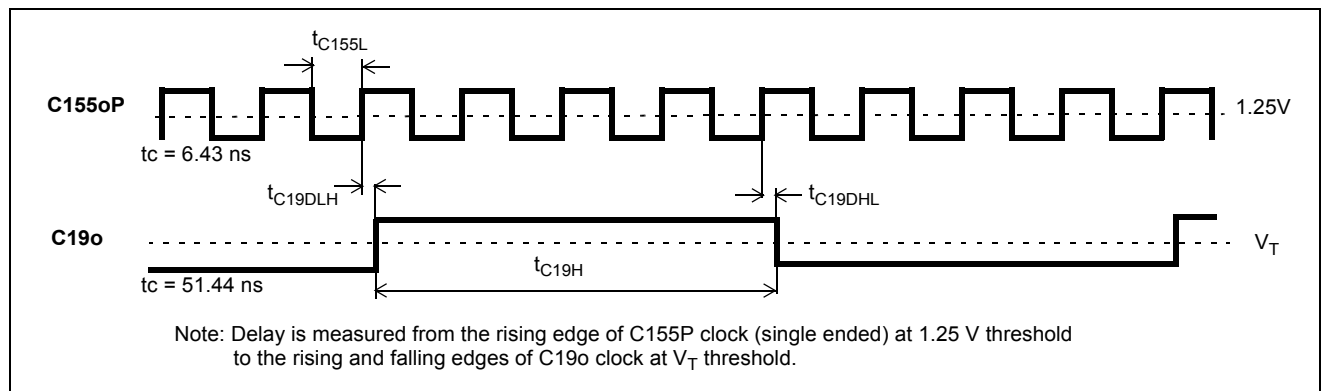 tC155L
C155oP
1.25V
tc = 6.43 ns
tC19DLH
tC19DHL
C19o
VT
tC19H
tc = 51.44 ns
Note: Delay is measured from the rising edge of C155P clock (single ended) at 1.25 V threshold
to the rising and falling edges of C19o clock at VT threshold.